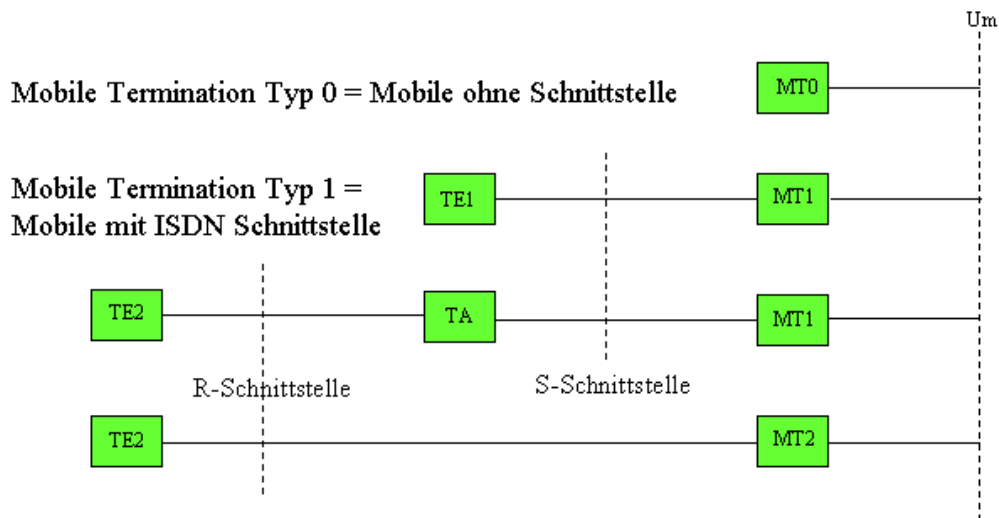 Um
Mobile Termination Typ 0 = Mobile ohne Schnittstelle
MT0
Mobile Termination Typ 1 =
Mobile mit ISDN Schnittstelle
TE1
MT1
TE2
TA
MT1
R-Schnittstelle
S-Schnittstelle
TE2
MT2